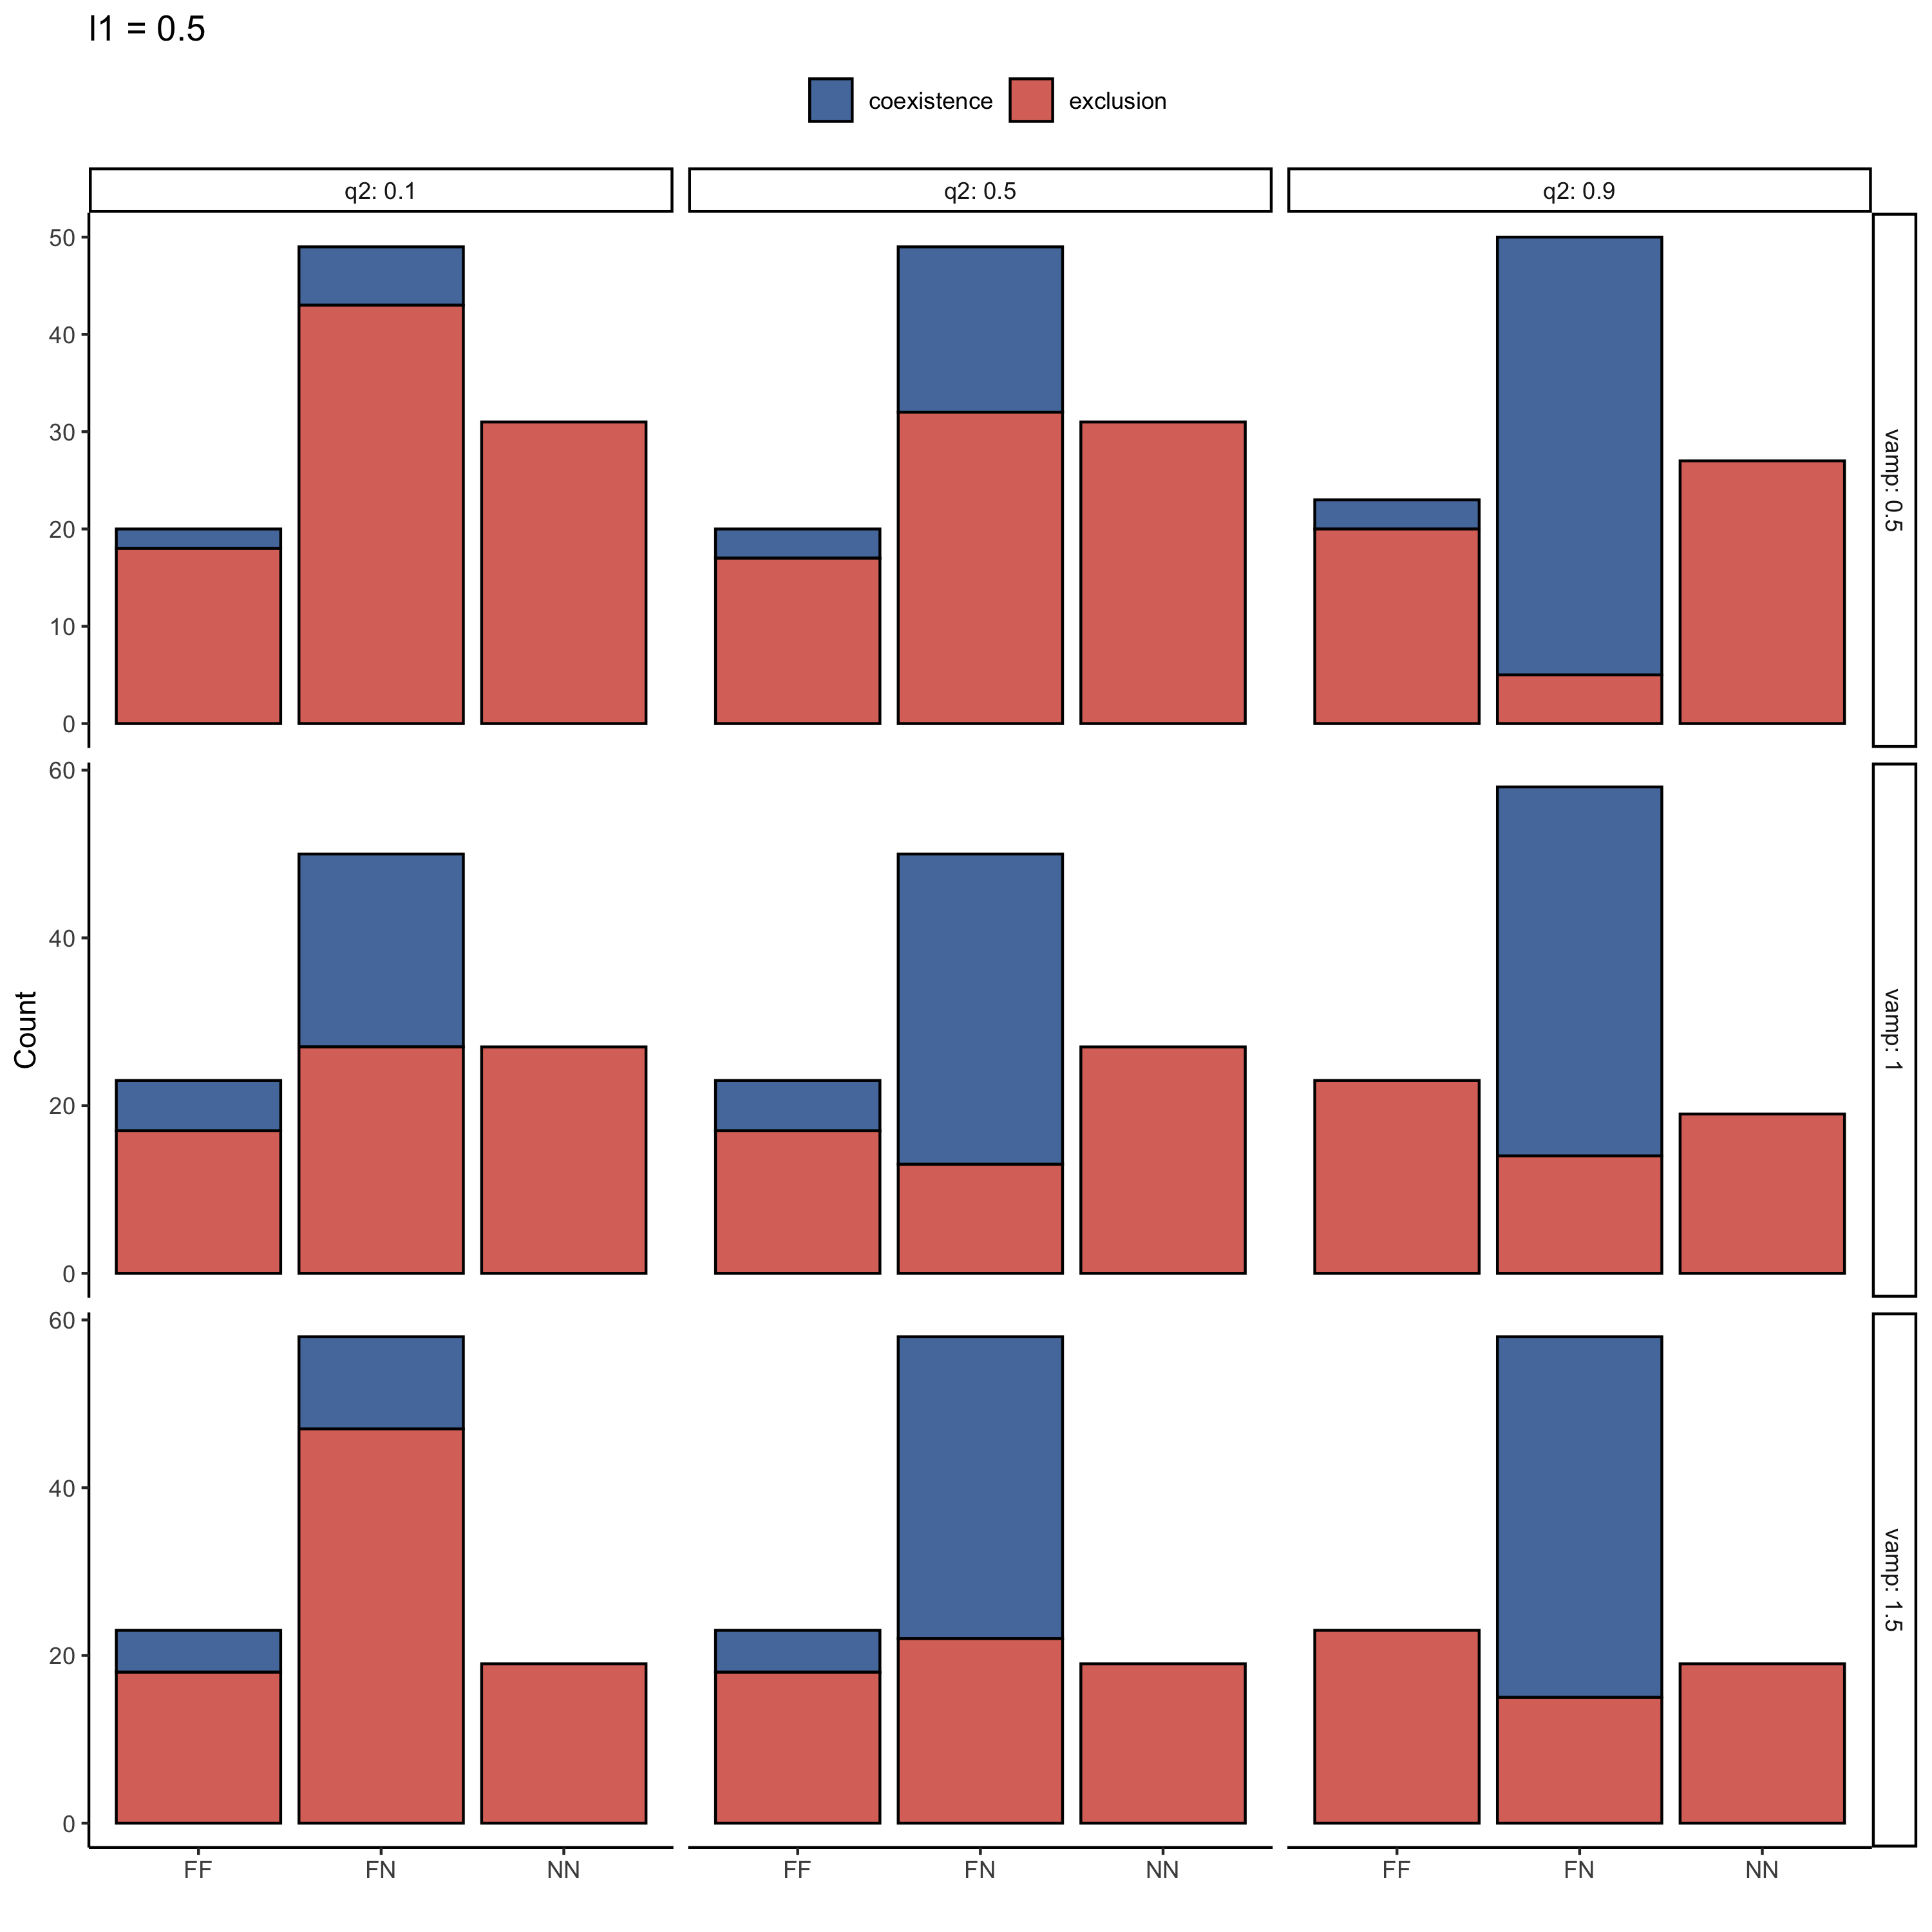 l1 = 0.5
coexistence exclusion
q2: 0.1 q2: 0.5 q2: 0.9
50
40
30
20
10
0
vamp: 0.5
60
40
20
0
vamp: 1
Count
60
40
20
0
vamp: 1.5
FF FN NN FF FN NN FF FN NN